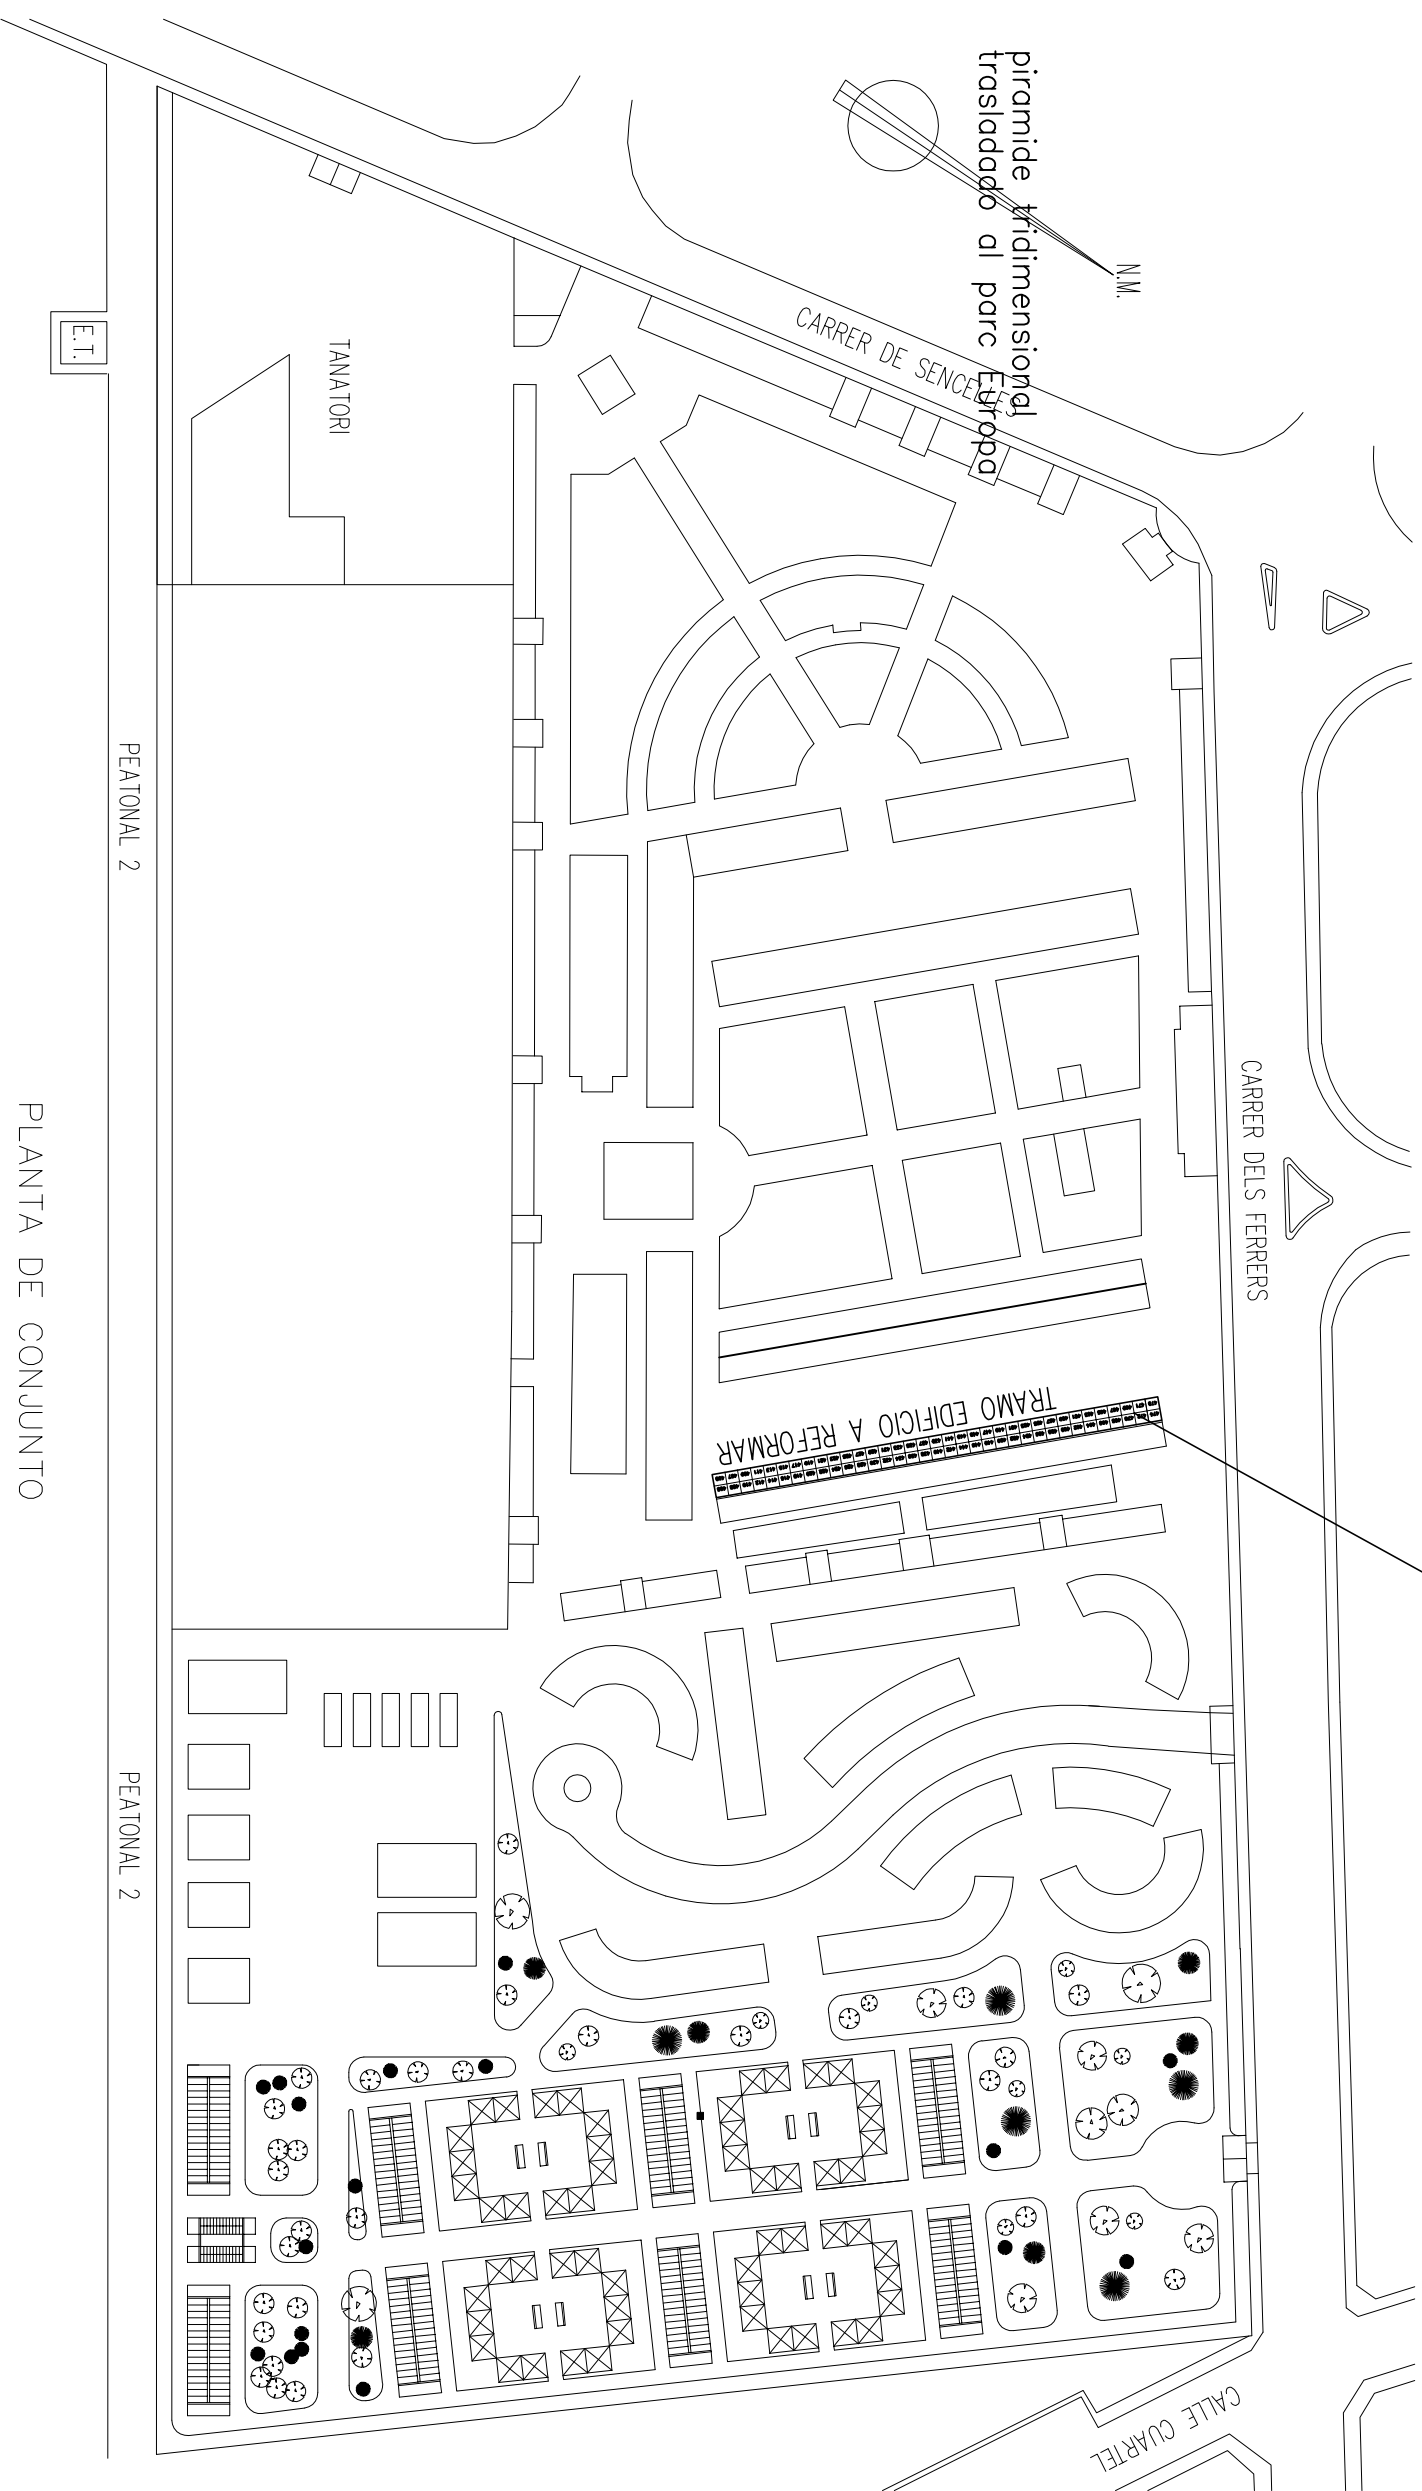 piramide tridimensional
trasladado al parc Europa
N.M.
CARRER DE SENCELLES
E.T.
TANATORI
PEATONAL 2
CARRER DELS FERRERS
PLANTA DE CONJUNTO
TRAMO EDIFICIO A REFORMAR
PEATONAL 2
CALLE CUARTEL